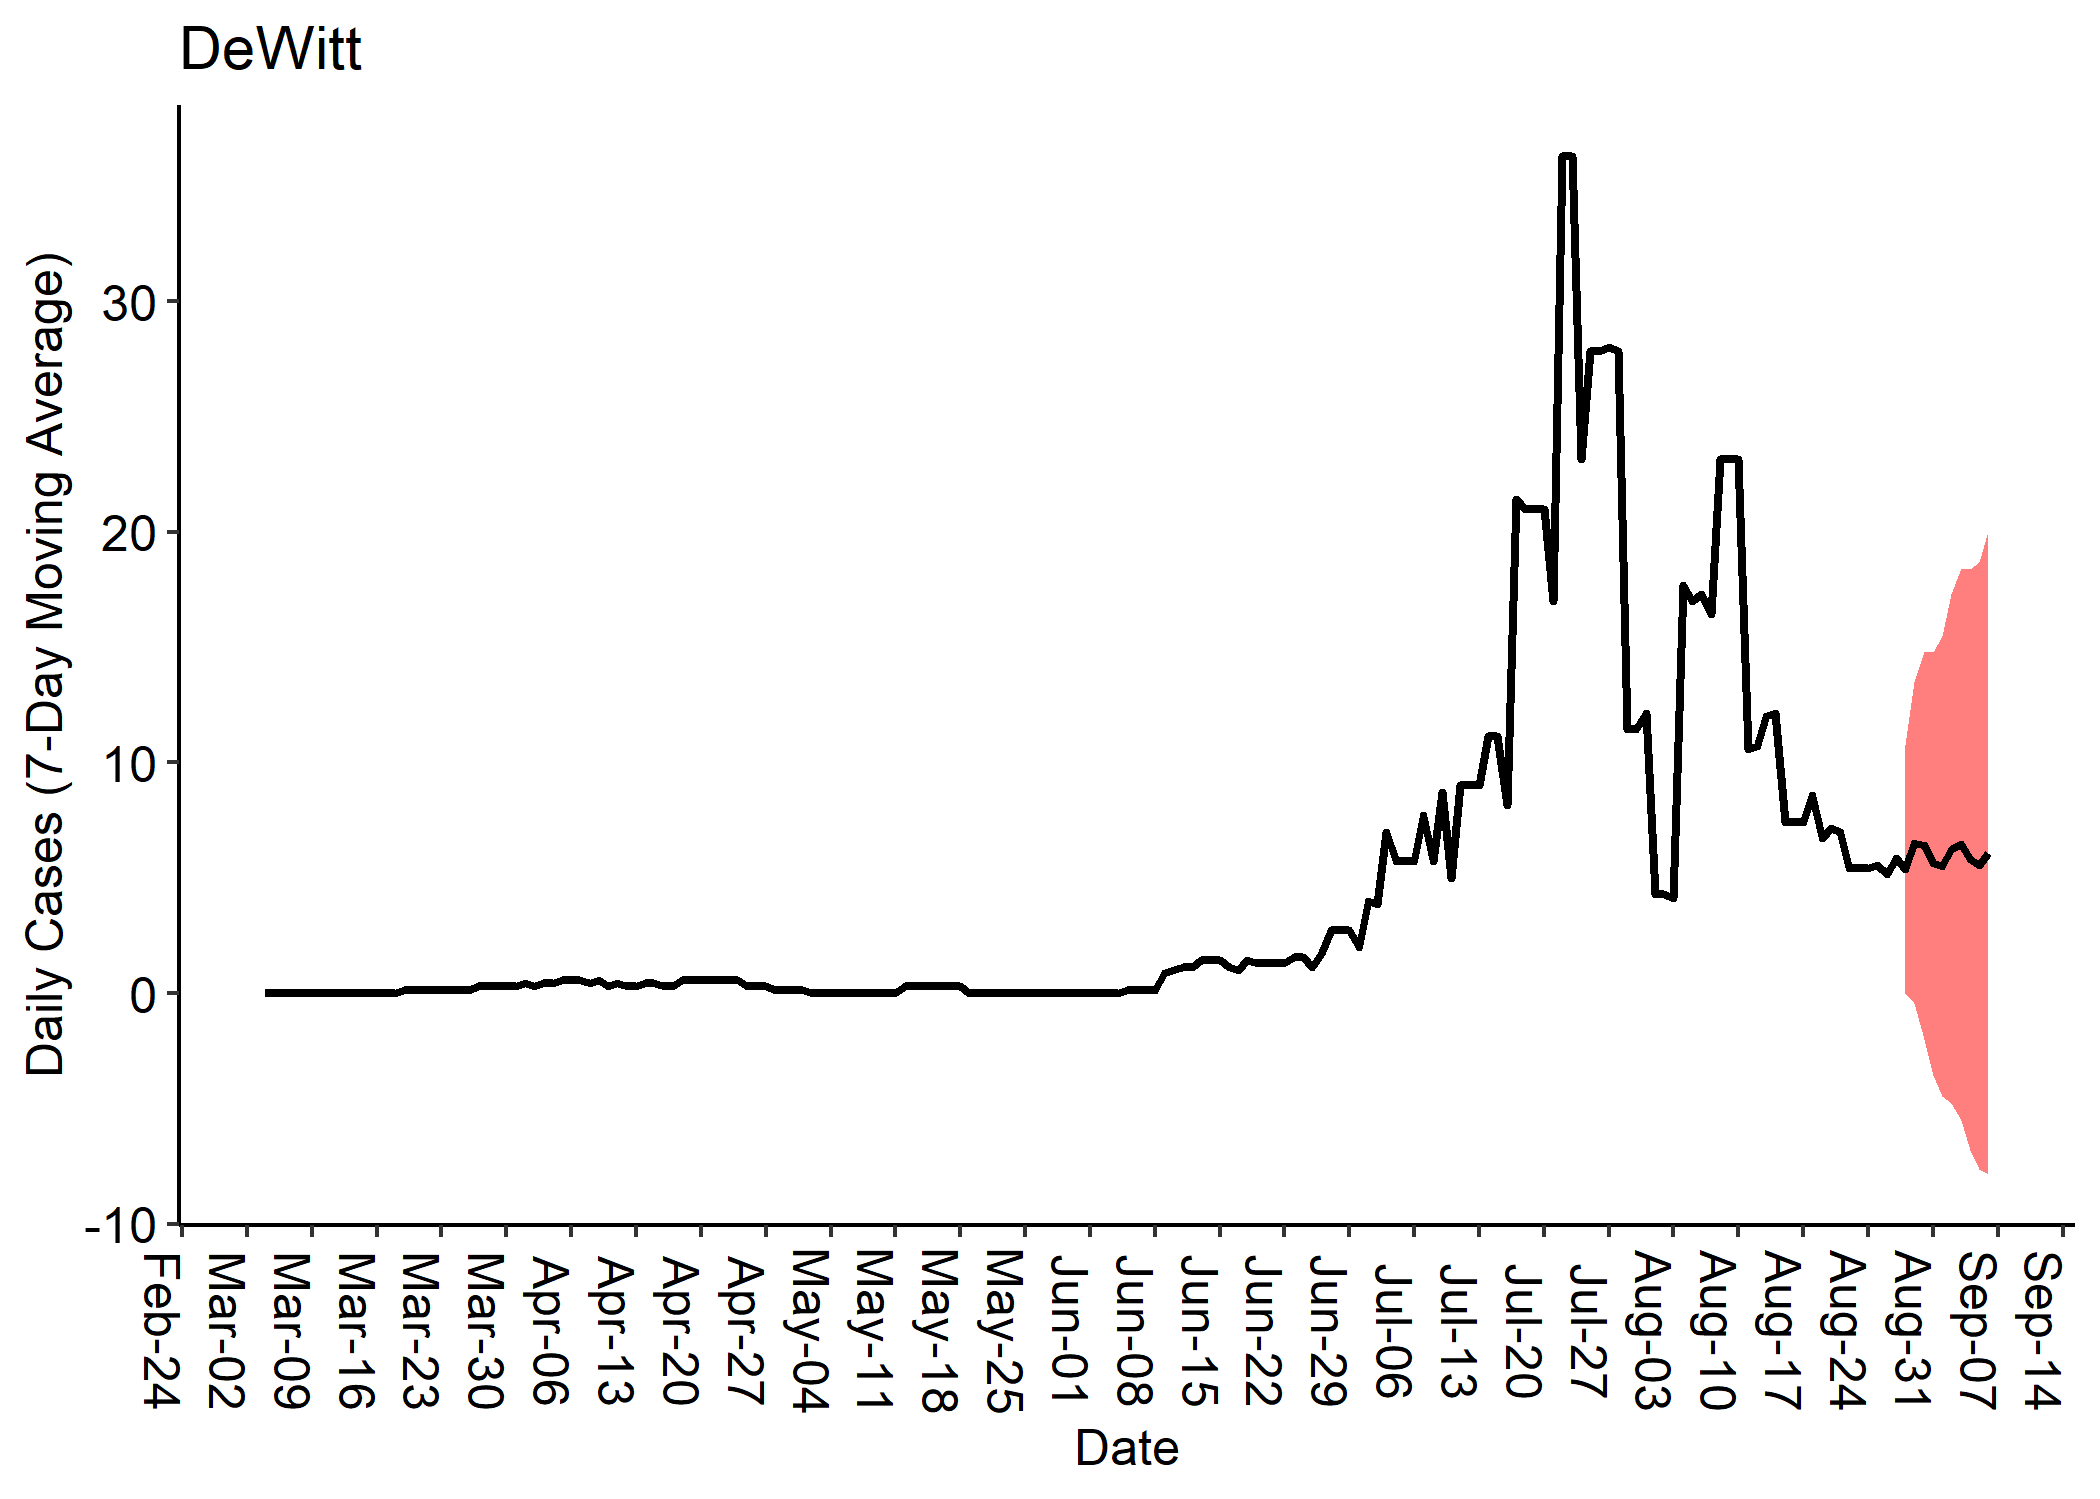 DeWitt
Daily Cases (7-Day Moving Average)
30
20
10
0
-10
Feb-24
Mar-02
Mar-09
Mar-16
Mar-23
Mar-30
Apr-06
Apr-13
Apr-20
Apr-27
May-04
May-11
May-18
May-25
Jun-01
Jun-08
Jun-15
Jun-22
Jun-29
Jul-06
Jul-13
Jul-20
Jul-27
Aug-03
Aug-10
Aug-17
Aug-24
Aug-31
Sep-07
Sep-14
Date